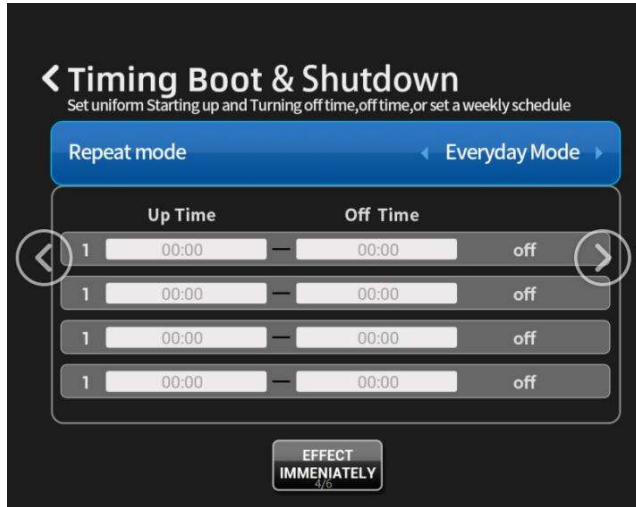 Timing Boot & Shutdown
Set uniform Starting up and Turning off time,off time,or set a weekly schedule
Repeat mode Everyday Mode
Up Time Off Time
1 00:00 — 00:00 off
1 00:00 — 00:00 off
1 00:00 — 00:00 off
1 00:00 — 00:00 off
EFFECT
IMMENIATELY
4/6